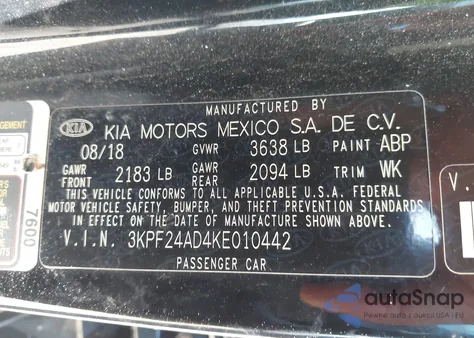 MANUFACTURED BY
KIA KIA MOTORS MEXICO S.A. DE C.V.
08/18 GVWR 3638 LB PAINT ABP
GAWR FRONT 2183 LB GAWR REAR 2094 LB TRIM WK
THIS VEHICLE CONFORMS TO ALL APPLICABLE U.S.A. FEDERAL
MOTOR VEHICLE SAFETY, BUMPER, AND THEFT PREVENTION STANDARDS
IN EFFECT ON THE DATE OF MANUFACTURE SHOWN ABOVE.
V.I.N. 3KPF24AD4KE010442
PASSENGER CAR
7600
V.
autoSnap